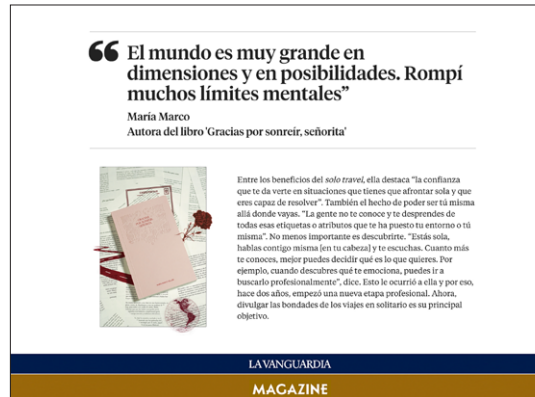 “ El mundo es muy grande en
dimensiones y en posibilidades. Rompí
muchos límites mentales”
María Marco
Autora del libro 'Gracias por sonreír, señorita'
Entre los beneficios del solo travel, ella destaca “la confianza
que te da verte en situaciones que tienes que afrontar sola y que
eres capaz de resolver”. También el hecho de poder ser tú misma
allá donde vayas. “La gente no te conoce y te desprendes de
todas esas etiquetas o atributos que te ha puesto tu entorno o tú
misma”. No menos importante es descubrirte. “Estás sola,
hablas contigo misma [en tu cabeza] y te escuchas. Cuanto más
te conoces, mejor puedes decidir qué es lo que quieres. Por
ejemplo, cuando descubres qué te emociona, puedes ir a
buscarlo profesionalmente”, dice. Esto le ocurrió a ella y por eso,
hace dos años, empezó una nueva etapa profesional. Ahora,
divulgar las bondades de los viajes en solitario es su principal
objetivo.
LA VANGUARDIA
MAGAZINE